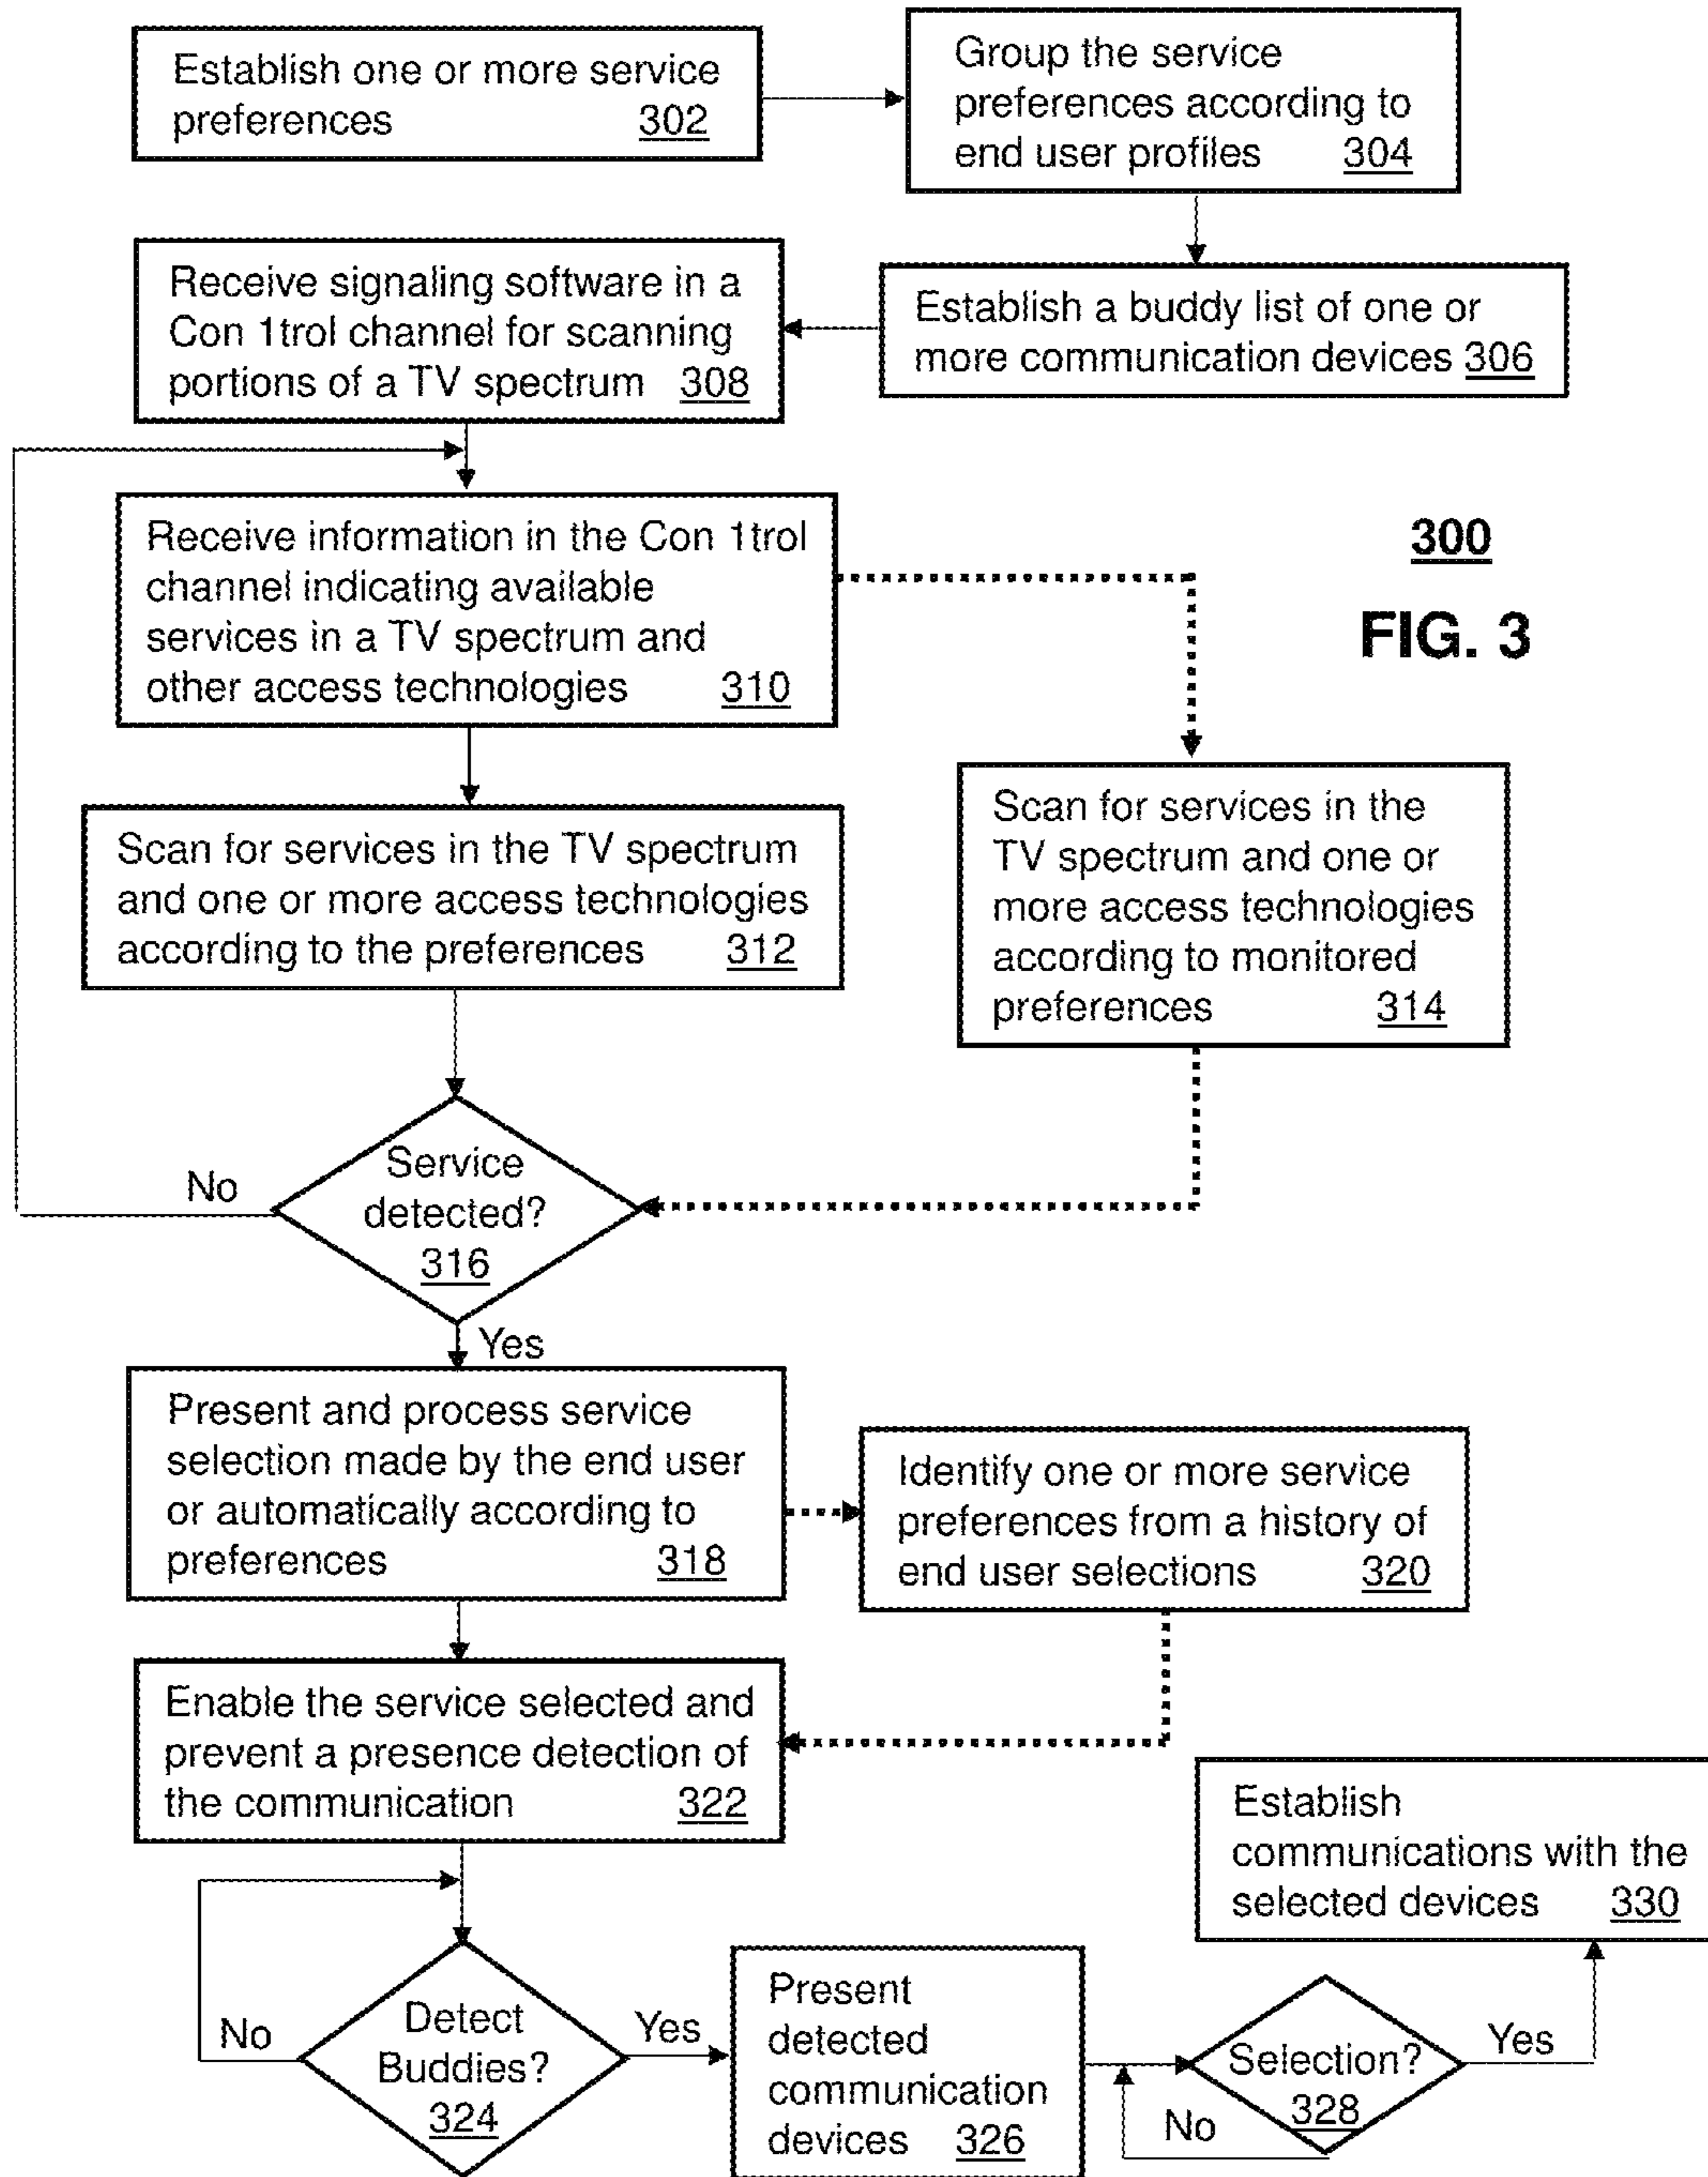 Establish one or more service
preferences 302
Group the service
preferences according to
end user profiles 304
Receive signaling software in a
Con 1trol channel for scanning
portions of a TV spectrum 308
Establish a buddy list of one or
more communication devices 306
Receive information in the Con 1trol
channel indicating available
services in a TV spectrum and
other access technologies 310
300
FIG. 3
Scan for services in the TV spectrum
and one or more access technologies
according to the preferences 312
Scan for services in the
TV spectrum and one or
more access technologies
according to monitored
preferences 314
Service
detected?
316
No
Yes
Present and process service
selection made by the end user
or automatically according to
preferences 318
Identify one or more service
preferences from a history of
end user selections 320
Enable the service selected and
prevent a presence detection of
the communication 322
Establish
communications with the
selected devices 330
Detect
Buddies?
324
No
Yes
Present
detected
communication
devices 326
Selection?
328
No
Yes